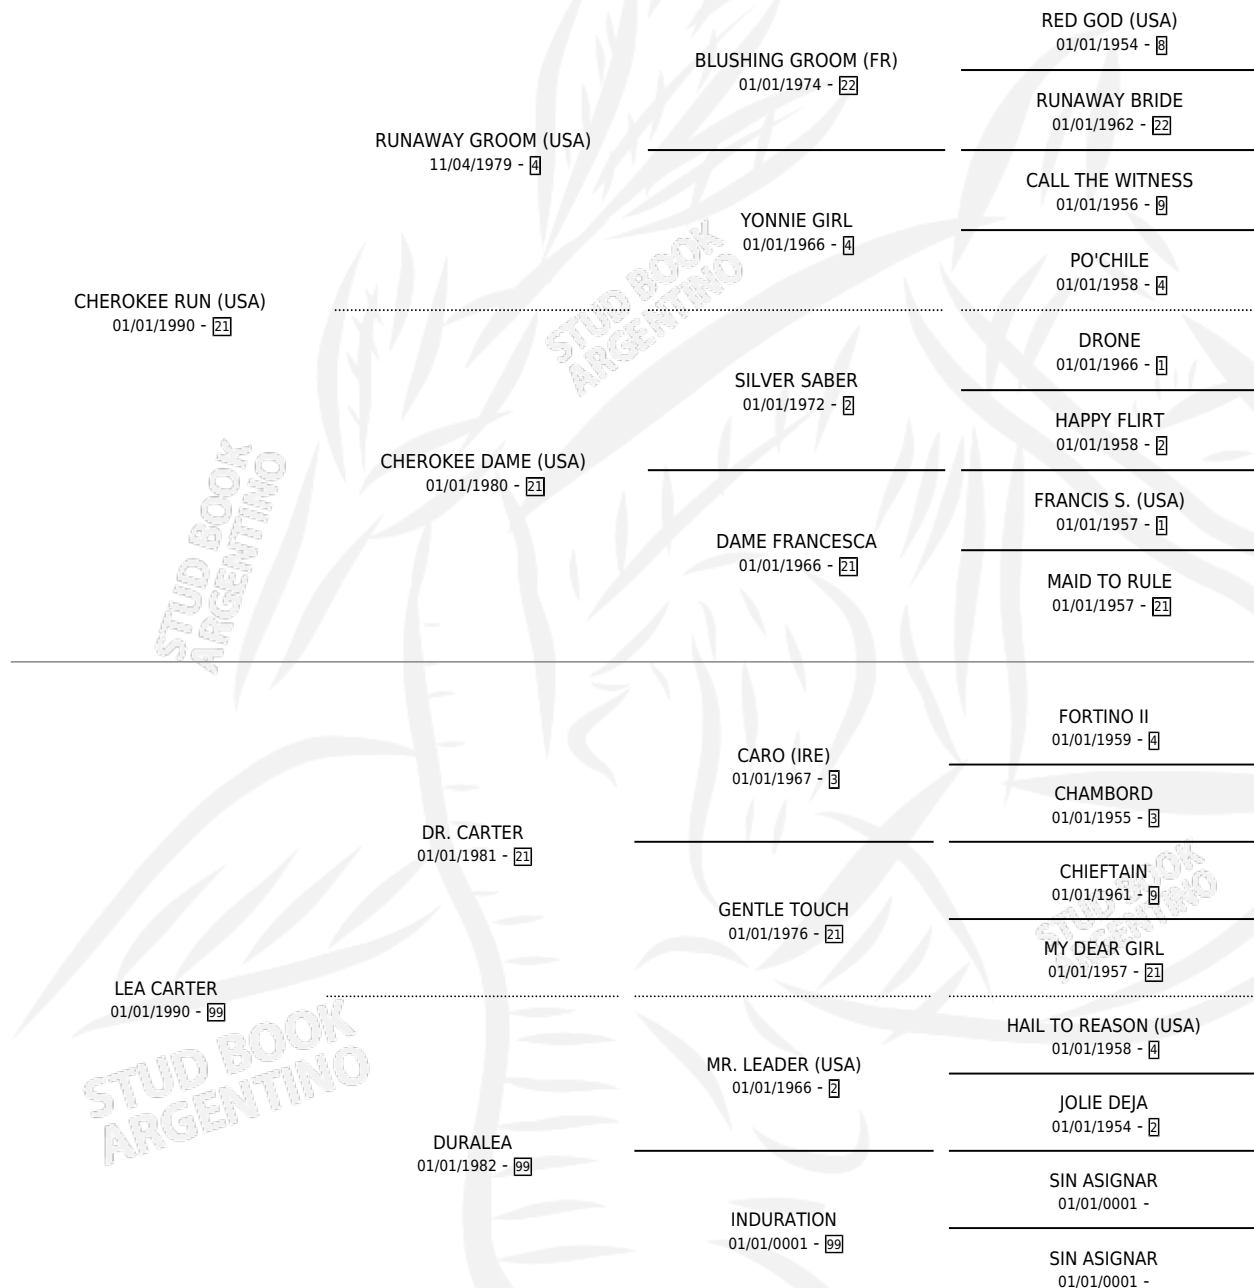 RED GOD (USA)
01/01/1954 - 8
BLUSHING GROOM (FR)
01/01/1974 - 22
RUNAWAY BRIDE
01/01/1962 - 22
RUNAWAY GROOM (USA)
11/04/1979 - 4
CALL THE WITNESS
01/01/1956 - 9
YONNIE GIRL
01/01/1966 - 4
PO'CHILE
01/01/1958 - 4
CHEROKEE RUN (USA)
01/01/1990 - 21
DRONE
01/01/1966 - 1
SILVER SABER
01/01/1972 - 2
HAPPY FLIRT
01/01/1958 - 2
CHEROKEE DAME (USA)
01/01/1980 - 21
FRANCIS S. (USA)
01/01/1957 - 1
DAME FRANCESCA
01/01/1966 - 21
MAID TO RULE
01/01/1957 - 21
STUD BOOK
ARGENTINO
STUD BOOK
ARGENTINO
FORTINO II
01/01/1959 - 4
CARO (IRE)
01/01/1967 - 3
CHAMBORD
01/01/1955 - 3
DR. CARTER
01/01/1981 - 21
CHIEFTAIN
01/01/1961 - 9
GENTLE TOUCH
01/01/1976 - 21
MY DEAR GIRL
01/01/1957 - 21
LEA CARTER
01/01/1990 - 99
HAIL TO REASON (USA)
01/01/1958 - 4
MR. LEADER (USA)
01/01/1966 - 2
JOLIE DEJA
01/01/1954 - 2
DURALEA
01/01/1982 - 99
SIN ASIGNAR
01/01/0001 -
INDURATION
01/01/0001 - 99
SIN ASIGNAR
01/01/0001 -
STUD BOOK
ARGENTINO
STUD BOOK
ARGENTINO